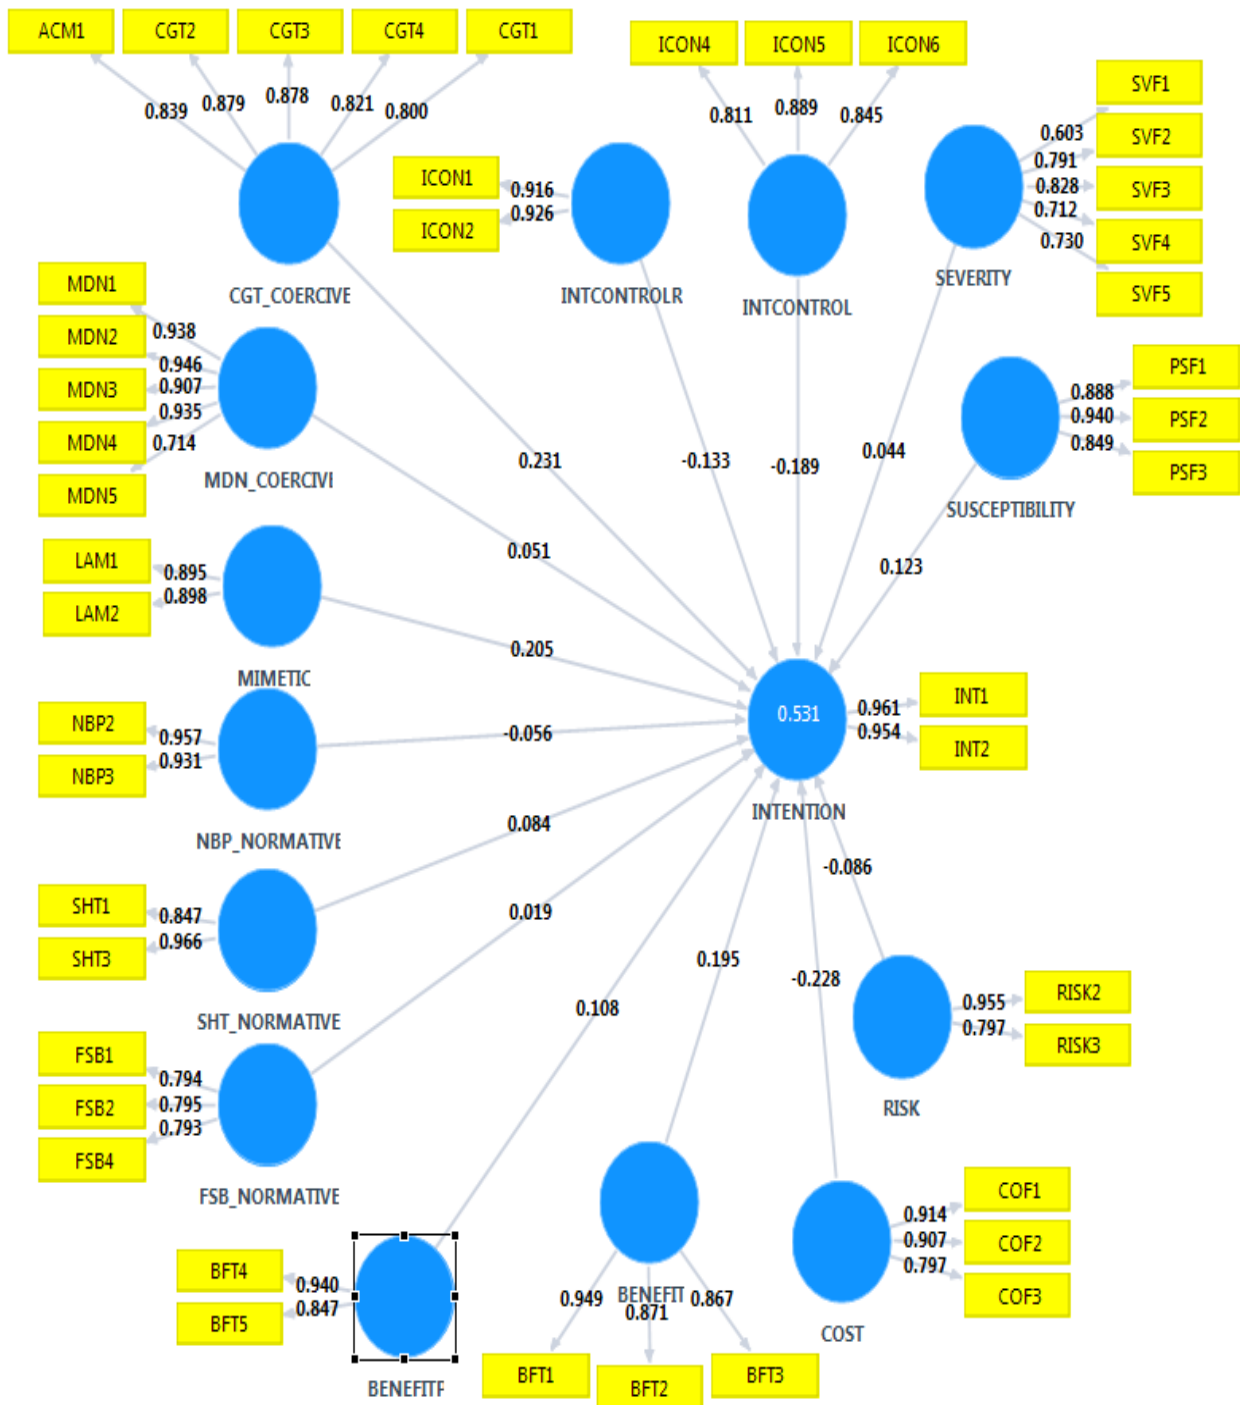 ACM1
CGT2
CGT3
CGT4
CGT1
0.839
0.879
0.878
0.821
0.800
CGT_COERCIVE
ICON4
ICON5
ICON6
0.811
0.889
0.845
INTCONTROL
ICON1
ICON2
0.916
0.926
INTCONTROLR
SVF1
SVF2
SVF3
SVF4
SVF5
0.603
0.791
0.828
0.712
0.730
SEVERITY
MDN1
MDN2
MDN3
MDN4
MDN5
0.938
0.946
0.907
0.935
0.714
MDN_COERCIVI
PSF1
PSF2
PSF3
0.888
0.940
0.849
SUSCEPTIBILITY
0.231
-0.133
-0.189
0.044
0.123
0.051
LAM1
LAM2
0.895
0.898
MIMETIC
0.205
NBP2
NBP3
0.957
0.931
NBP_NORMATIVE
-0.056
0.531
INTENTION
0.961
0.954
INT1
INT2
SHT1
SHT3
0.847
0.966
SHT_NORMATIVE
0.084
0.019
0.108
0.195
-0.228
-0.086
FSB1
FSB2
FSB4
0.794
0.795
0.793
FSB_NORMATIVE
RISK2
RISK3
0.955
0.797
RISK
BFT4
BFT5
0.940
0.847
BENEFITF
BENEFIT
0.949
0.871
0.867
BFT1
BFT2
BFT3
COF1
COF2
COF3
0.914
0.907
0.797
COST